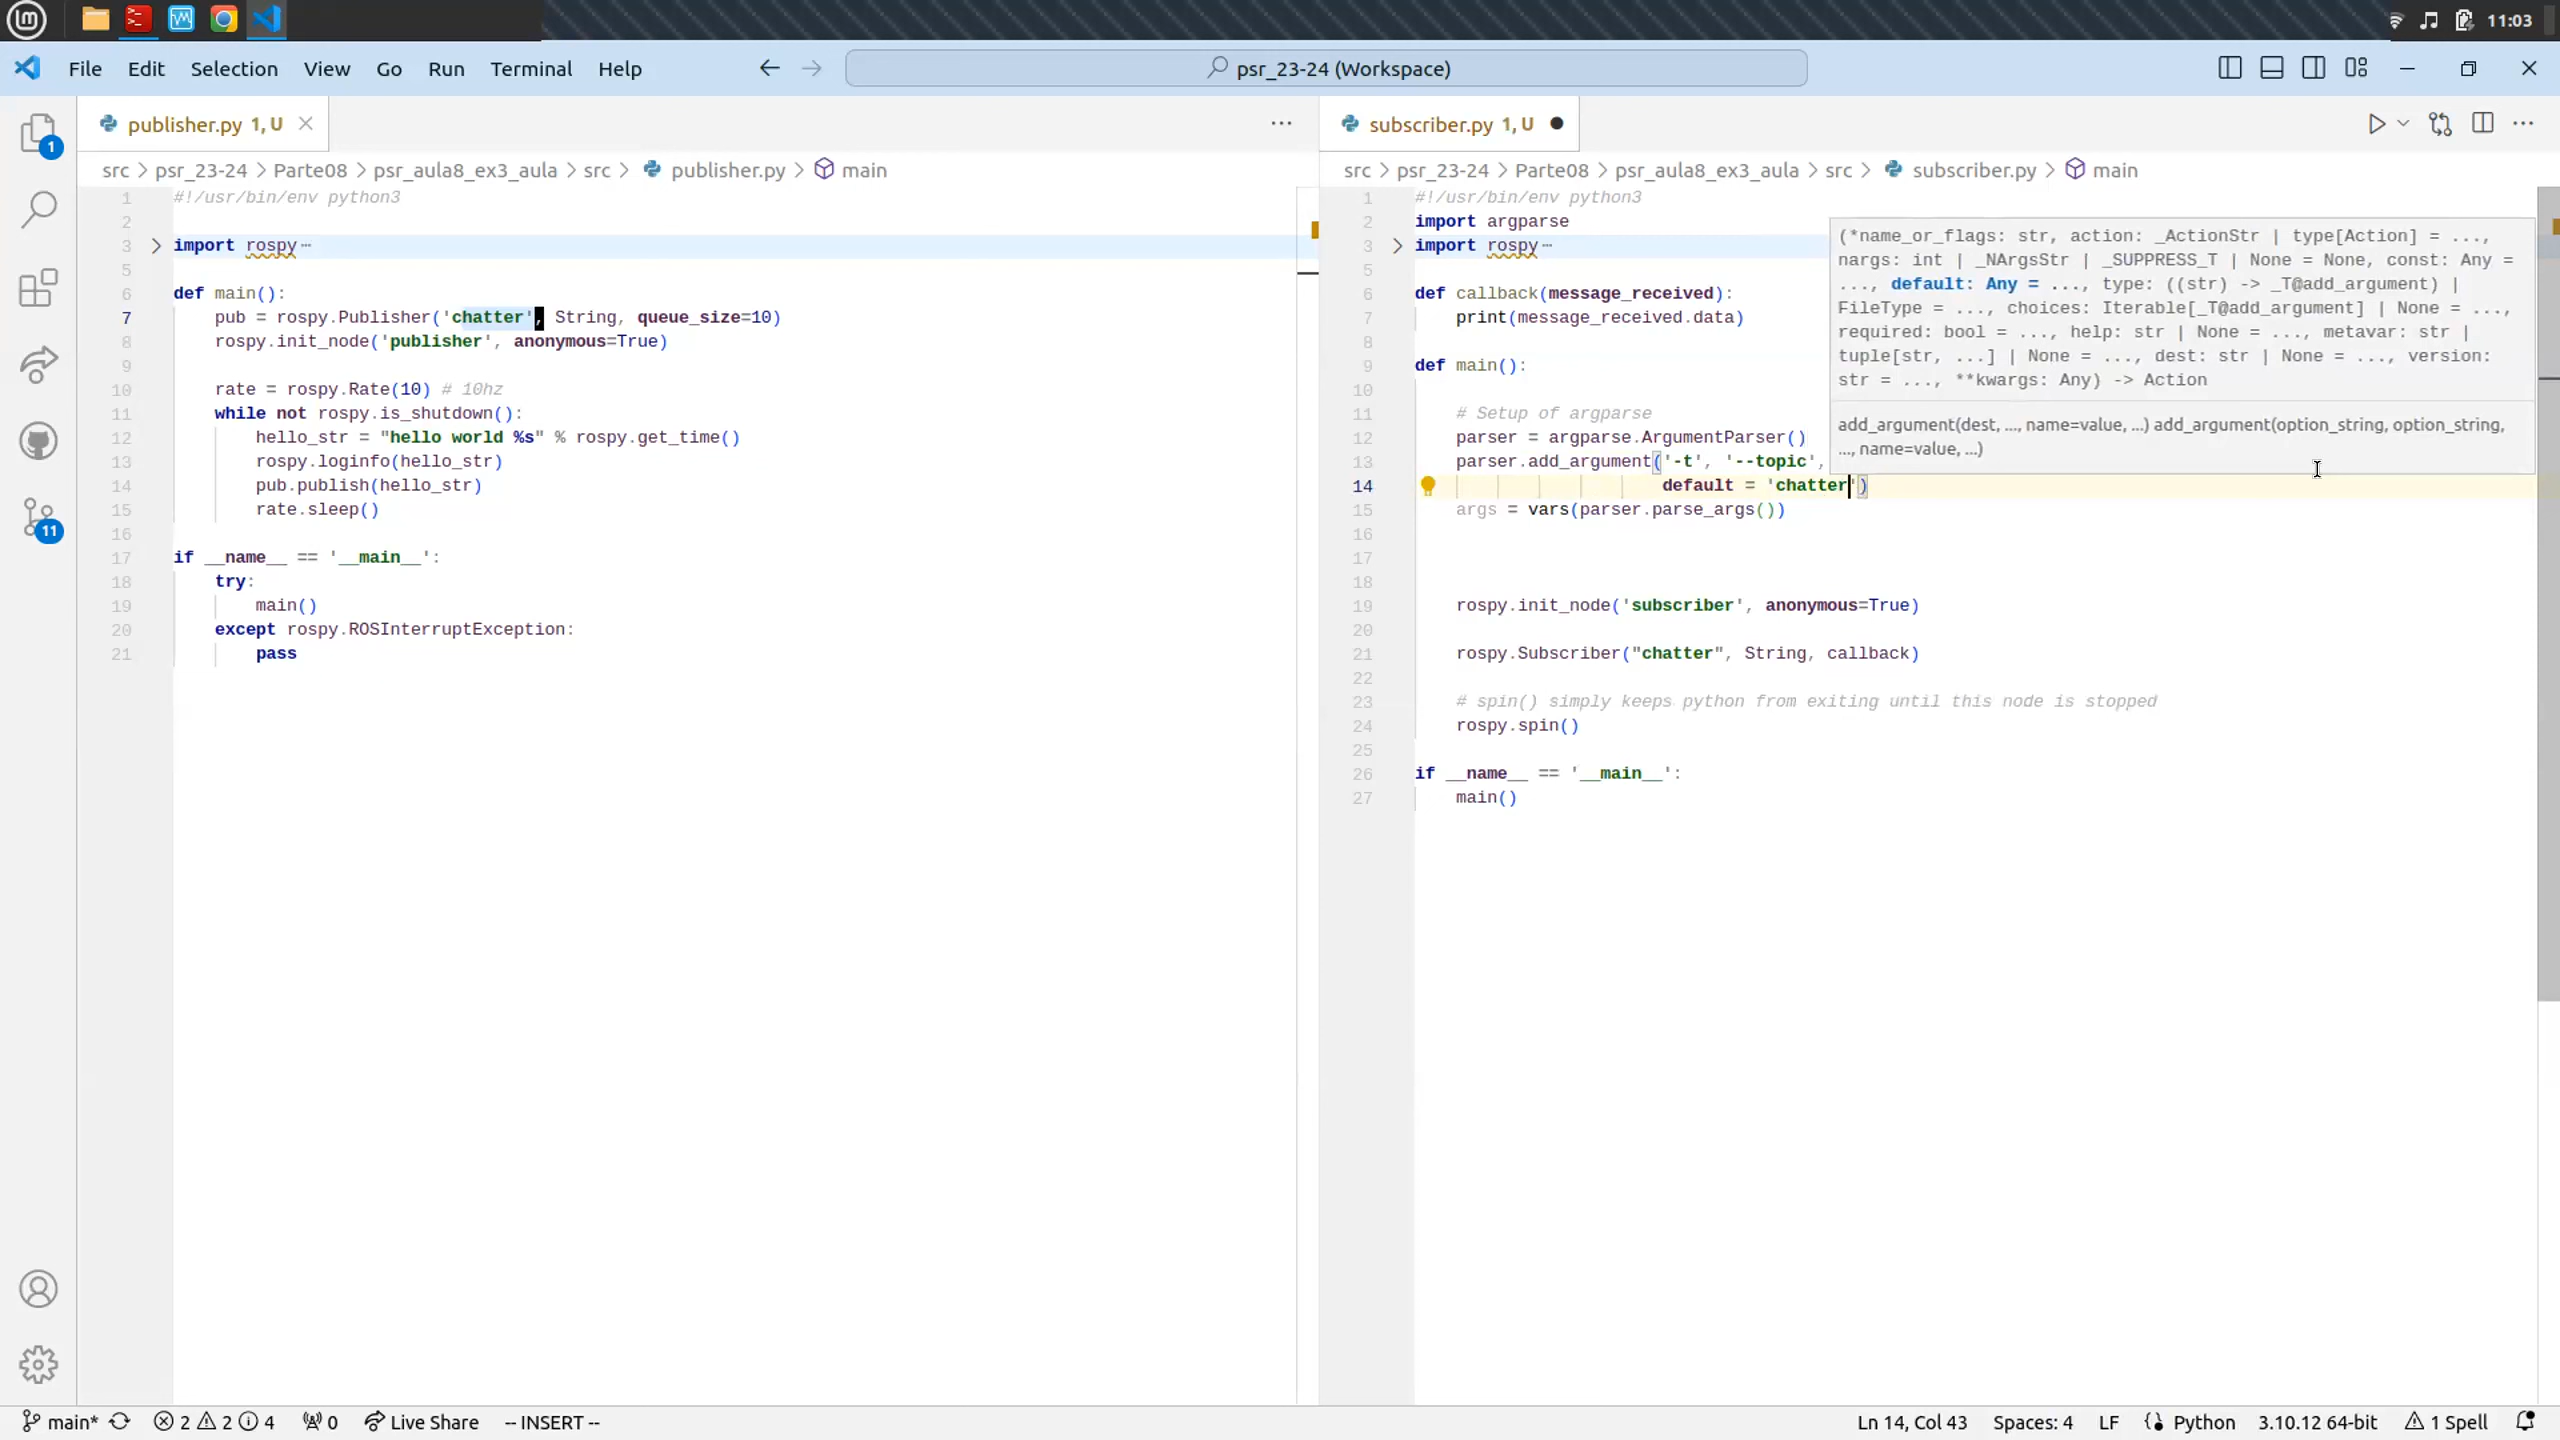 11:03
File Edit Selection View Go Run Terminal Help
psr_23-24 (Workspace)
publisher.py 1, U
src > psr_23-24 > Parte08 > psr_aula8_ex3_aula > src > publisher.py > main
1 #!/usr/bin/env python3
2
3 import rospy
5
6 def main():
7 pub = rospy.Publisher('chatter', String, queue_size=10)
8 rospy.init_node('publisher', anonymous=True)
9
10 rate = rospy.Rate(10) # 10hz
11 while not rospy.is_shutdown():
12 hello_str = "hello world %s" % rospy.get_time()
13 rospy.loginfo(hello_str)
14 pub.publish(hello_str)
15 rate.sleep()
16
17 if __name__ == '__main__':
18 try:
19 main()
20 except rospy.ROSInterruptException:
21 pass
subscriber.py 1, U
src > psr_23-24 > Parte08 > psr_aula8_ex3_aula > src > subscriber.py > main
1 #!/usr/bin/env python3
2 import argparse
3 import rospy
5
6 def callback(message_received):
7 print(message_received.data)
8
9 def main():
10
11 # Setup of argparse
12 parser = argparse.ArgumentParser()
13 parser.add_argument('-t', '--topic',
14 default = 'chatter')
15 args = vars(parser.parse_args())
16
17
18
19 rospy.init_node('subscriber', anonymous=True)
20
21 rospy.Subscriber("chatter", String, callback)
22
23 # spin() simply keeps python from exiting until this node is stopped
24 rospy.spin()
25
26 if __name__ == '__main__':
27 main()
(*name_or_flags: str, action: _ActionStr | type[Action] = ...,
nargs: int | _NArgsStr | _SUPPRESS_T | None = None, const: Any =
..., default: Any = ..., type: ((str) -> _T@add_argument) |
FileType = ..., choices: Iterable[_T@add_argument] | None = ...,
required: bool = ..., help: str | None = ..., metavar: str |
tuple[str, ...] | None = ..., dest: str | None = ..., version:
str = ..., **kwargs: Any) -> Action
add_argument(dest, ..., name=value, ...) add_argument(option_string, option_string,
..., name=value, ...)
1
11
main* 2 2 4 0 Live Share -- INSERT -- Ln 14, Col 43 Spaces: 4 LF Python 3.10.12 64-bit 1 Spell